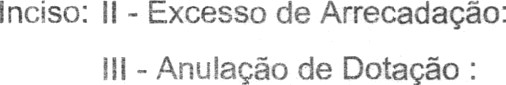 Inciso: II - Excesso de Arrecadação:
III - Anulação de Dotação :